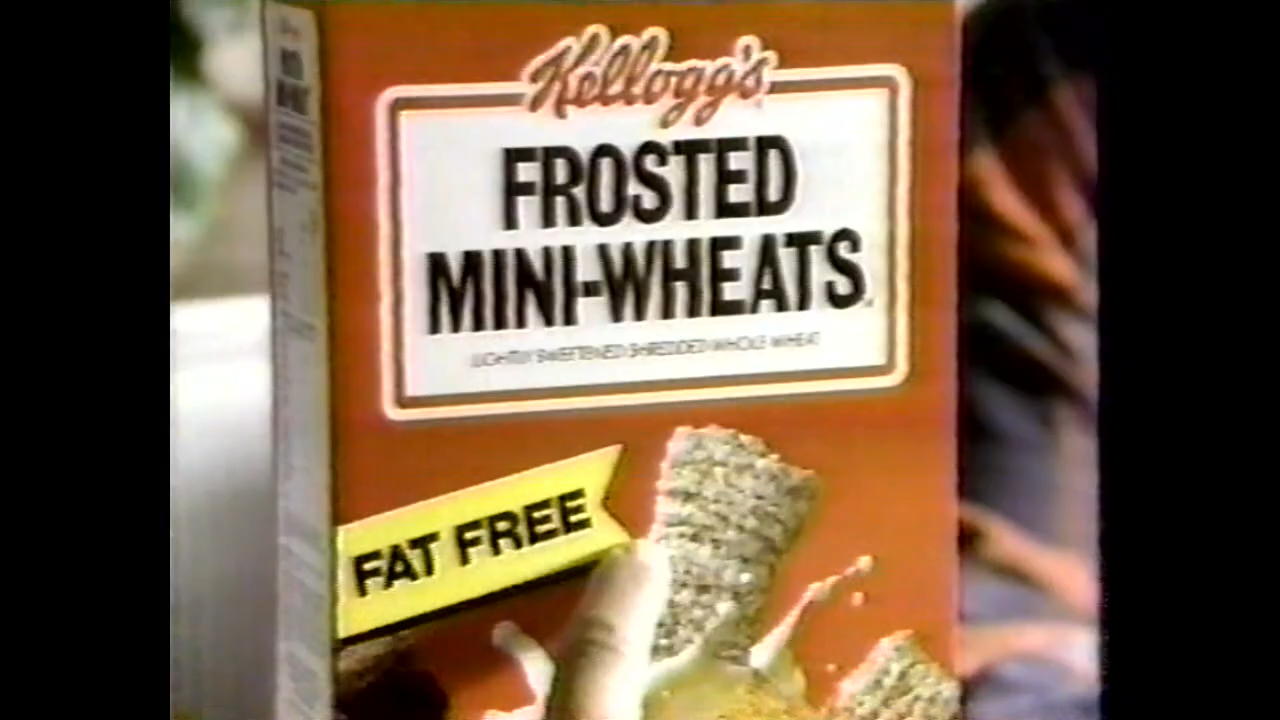 Kellogg's
FROSTED
MINI-WHEATS
LIGHTLY SWEETENED SHREDDED WHOLE WHEAT
FAT FREE